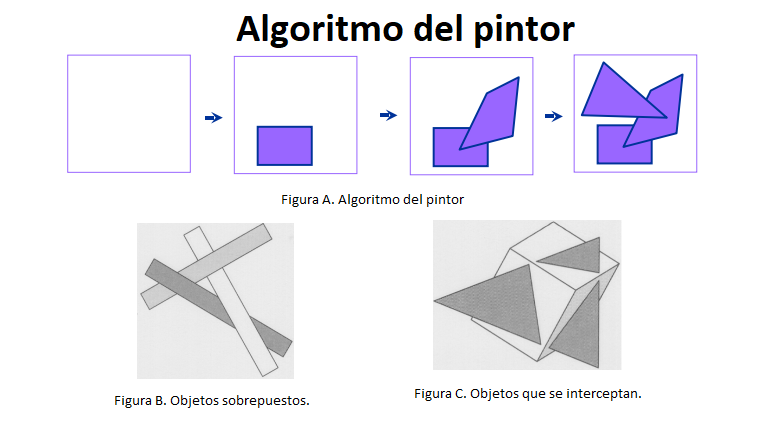 Algoritmo del pintor
Figura A. Algoritmo del pintor
Figura B. Objetos sobrepuestos.
Figura C. Objetos que se interceptan.